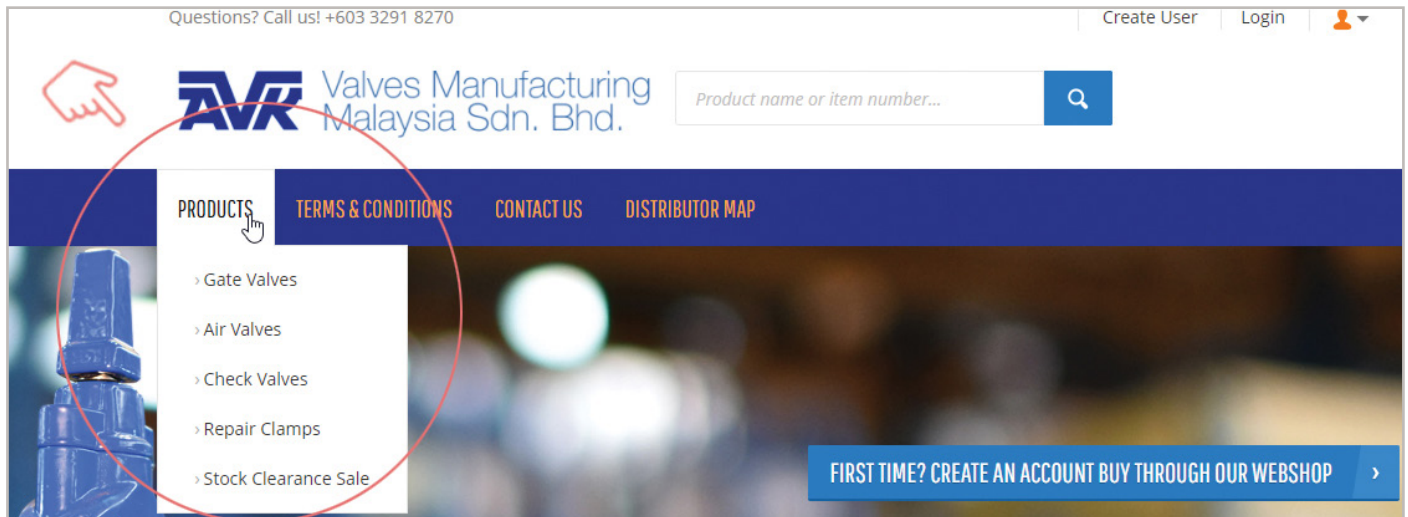 Questions? Call us! +603 3291 8270
Create User
Login
AVK
Valves Manufacturing
Malaysia Sdn. Bhd.
Product name or item number...
PRODUCTS
TERMS & CONDITIONS
CONTACT US
DISTRIBUTOR MAP
› Gate Valves
› Air Valves
› Check Valves
› Repair Clamps
› Stock Clearance Sale
FIRST TIME? CREATE AN ACCOUNT BUY THROUGH OUR WEBSHOP ›